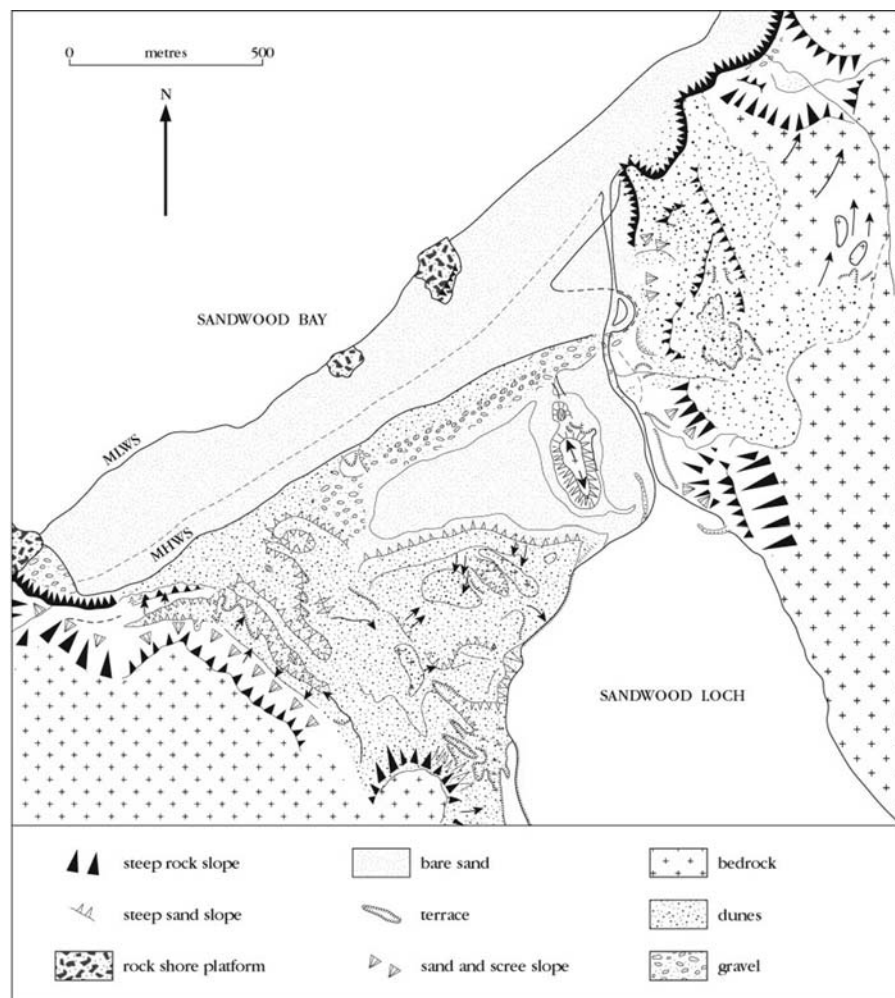 0 metres 500
N
SANDWOOD BAY
MLWS
MHWS
SANDWOOD LOCH
steep rock slope
bare sand
bedrock
steep sand slope
terrace
dunes
rock shore platform
sand and scree slope
gravel